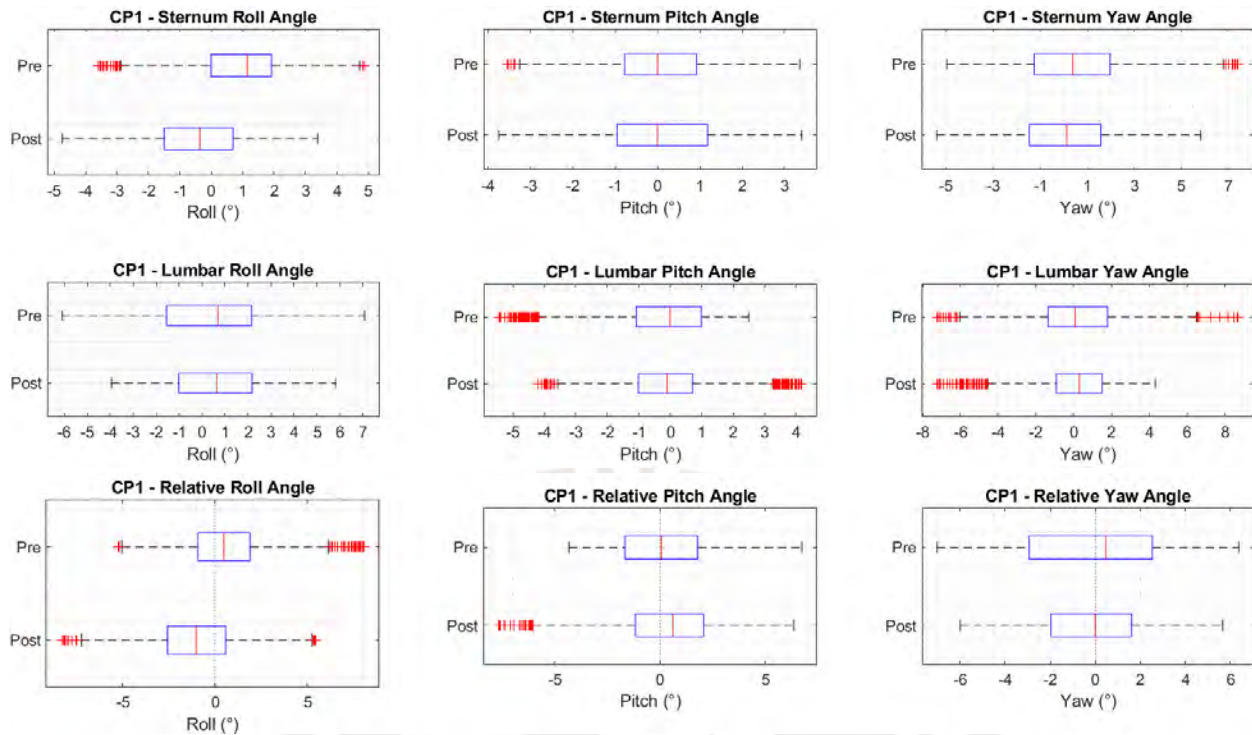 CP1 - Sternum Roll Angle
Pre
Post
-5 -4 -3 -2 -1 0 1 2 3 4 5
Roll (°)
CP1 - Sternum Pitch Angle
Pre
Post
-4 -3 -2 -1 0 1 2 3
Pitch (°)
CP1 - Sternum Yaw Angle
Pre
Post
-5 -3 -1 1 3 5 7
Yaw (°)
CP1 - Lumbar Roll Angle
Pre
Post
-6 -5 -4 -3 -2 -1 0 1 2 3 4 5 6 7
Roll (°)
CP1 - Lumbar Pitch Angle
Pre
Post
-5 -4 -3 -2 -1 0 1 2 3 4
Pitch (°)
CP1 - Lumbar Yaw Angle
Pre
Post
-8 -6 -4 -2 0 2 4 6 8
Yaw (°)
CP1 - Relative Roll Angle
Pre
Post
-5 0 5
Roll (°)
CP1 - Relative Pitch Angle
Pre
Post
-5 0 5
Pitch (°)
CP1 - Relative Yaw Angle
Pre
Post
-6 -4 -2 0 2 4 6
Yaw (°)